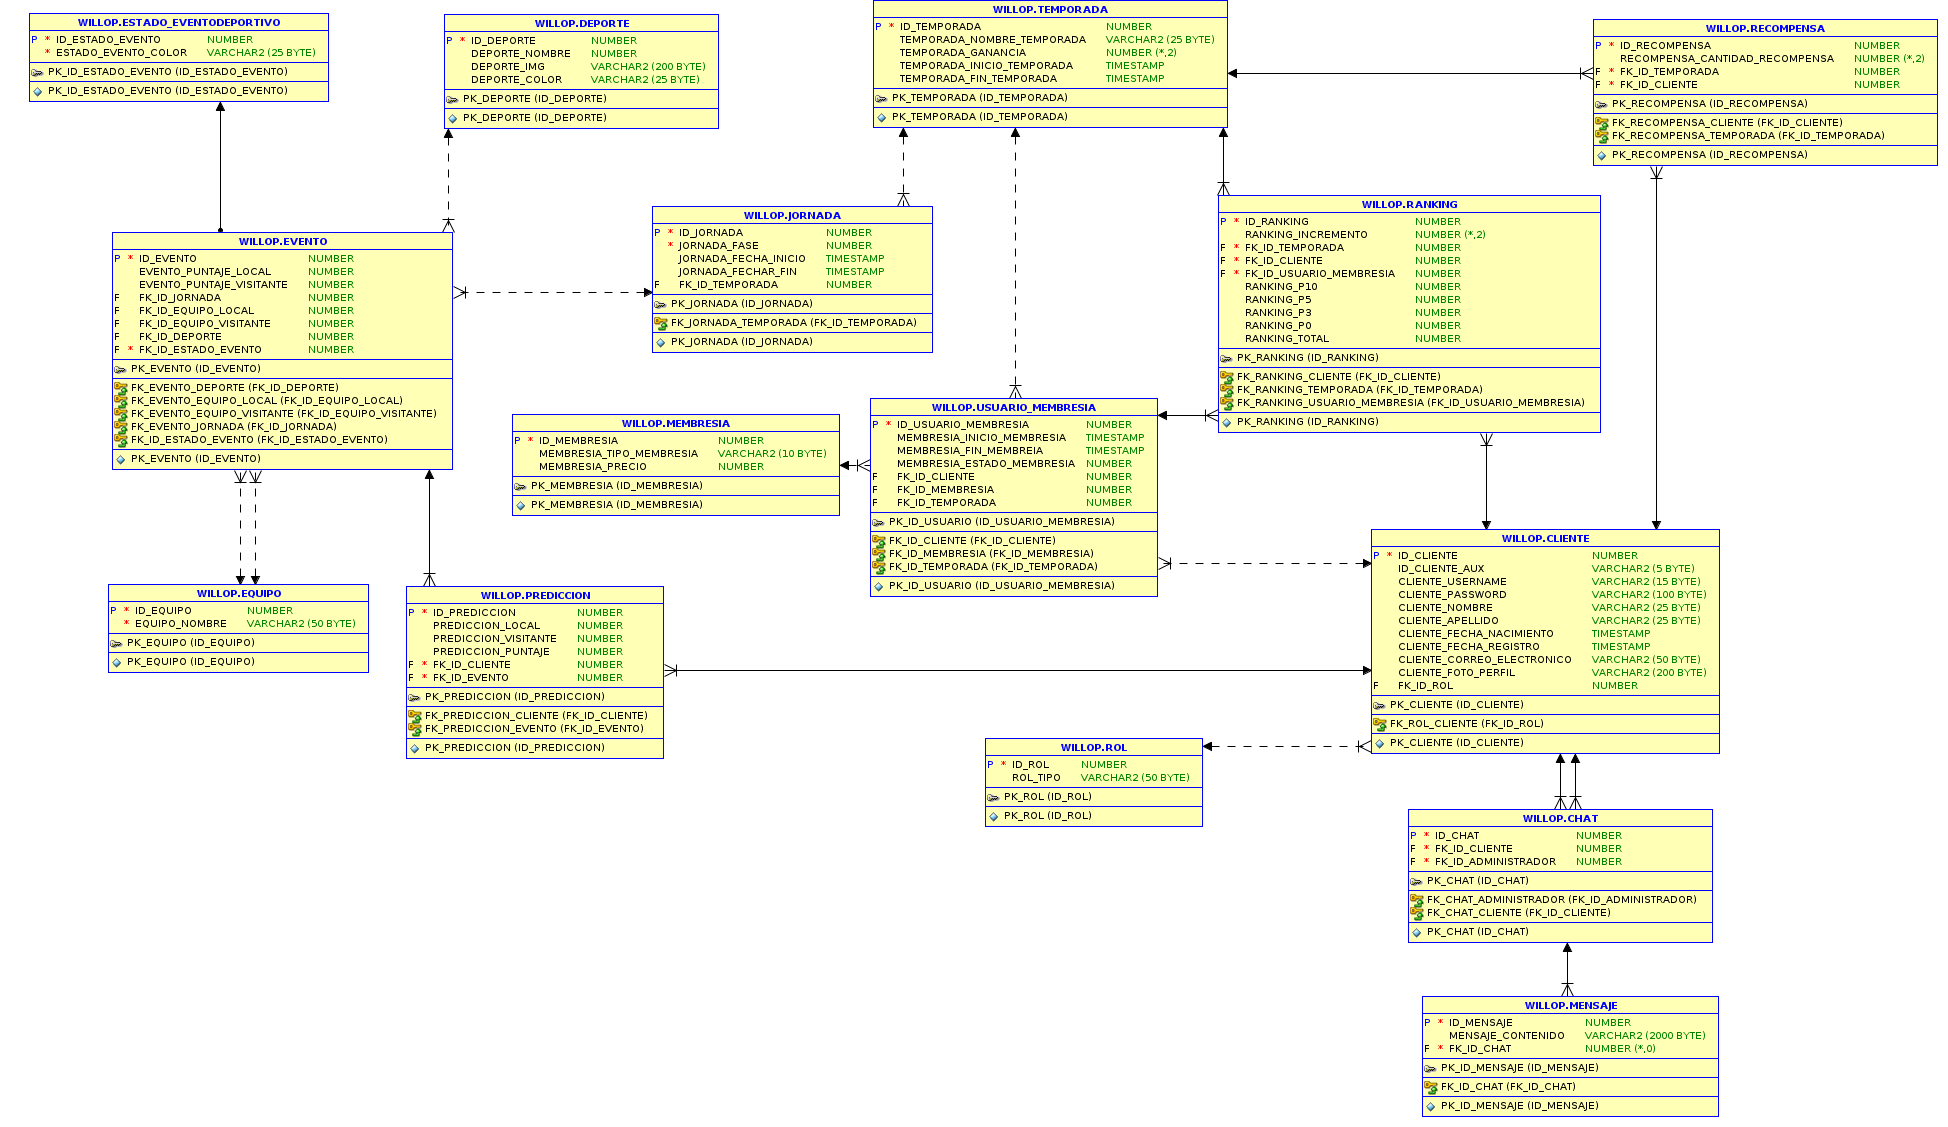 WILLOP.ESTADO_EVENTODEPORTIVO
P * ID_ESTADO_EVENTO NUMBER
* ESTADO_EVENTO_COLOR VARCHAR2 (25 BYTE)
PK_ID_ESTADO_EVENTO (ID_ESTADO_EVENTO)
PK_ID_ESTADO_EVENTO (ID_ESTADO_EVENTO)
WILLOP.DEPORTE
P * ID_DEPORTE NUMBER
DEPORTE_NOMBRE NUMBER
DEPORTE_IMG VARCHAR2 (200 BYTE)
DEPORTE_COLOR VARCHAR2 (25 BYTE)
PK_DEPORTE (ID_DEPORTE)
PK_DEPORTE (ID_DEPORTE)
WILLOP.TEMPORADA
P * ID_TEMPORADA NUMBER
TEMPORADA_NOMBRE_TEMPORADA VARCHAR2 (25 BYTE)
TEMPORADA_GANANCIA NUMBER (*,2)
TEMPORADA_INICIO_TEMPORADA TIMESTAMP
TEMPORADA_FIN_TEMPORADA TIMESTAMP
PK_TEMPORADA (ID_TEMPORADA)
PK_TEMPORADA (ID_TEMPORADA)
WILLOP.RECOMPENSA
P * ID_RECOMPENSA NUMBER
RECOMPENSA_CANTIDAD_RECOMPENSA NUMBER (*,2)
F * FK_ID_TEMPORADA NUMBER
F * FK_ID_CLIENTE NUMBER
PK_RECOMPENSA (ID_RECOMPENSA)
FK_RECOMPENSA_CLIENTE (FK_ID_CLIENTE)
FK_RECOMPENSA_TEMPORADA (FK_ID_TEMPORADA)
PK_RECOMPENSA (ID_RECOMPENSA)
WILLOP.EVENTO
P * ID_EVENTO NUMBER
EVENTO_PUNTAJE_LOCAL NUMBER
EVENTO_PUNTAJE_VISITANTE NUMBER
F FK_ID_JORNADA NUMBER
F FK_ID_EQUIPO_LOCAL NUMBER
F FK_ID_EQUIPO_VISITANTE NUMBER
F FK_ID_DEPORTE NUMBER
F * FK_ID_ESTADO_EVENTO NUMBER
PK_EVENTO (ID_EVENTO)
FK_EVENTO_DEPORTE (FK_ID_DEPORTE)
FK_EVENTO_EQUIPO_LOCAL (FK_ID_EQUIPO_LOCAL)
FK_EVENTO_EQUIPO_VISITANTE (FK_ID_EQUIPO_VISITANTE)
FK_EVENTO_JORNADA (FK_ID_JORNADA)
FK_ID_ESTADO_EVENTO (FK_ID_ESTADO_EVENTO)
PK_EVENTO (ID_EVENTO)
WILLOP.JORNADA
P * ID_JORNADA NUMBER
* JORNADA_FASE NUMBER
JORNADA_FECHA_INICIO TIMESTAMP
JORNADA_FECHAR_FIN TIMESTAMP
F FK_ID_TEMPORADA NUMBER
PK_JORNADA (ID_JORNADA)
FK_JORNADA_TEMPORADA (FK_ID_TEMPORADA)
PK_JORNADA (ID_JORNADA)
WILLOP.RANKING
P * ID_RANKING NUMBER
RANKING_INCREMENTO NUMBER (*,2)
F * FK_ID_TEMPORADA NUMBER
F * FK_ID_CLIENTE NUMBER
F * FK_ID_USUARIO_MEMBRESIA NUMBER
RANKING_P10 NUMBER
RANKING_P5 NUMBER
RANKING_P3 NUMBER
RANKING_P0 NUMBER
RANKING_TOTAL NUMBER
PK_RANKING (ID_RANKING)
FK_RANKING_CLIENTE (FK_ID_CLIENTE)
FK_RANKING_TEMPORADA (FK_ID_TEMPORADA)
FK_RANKING_USUARIO_MEMBRESIA (FK_ID_USUARIO_MEMBRESIA)
PK_RANKING (ID_RANKING)
WILLOP.MEMBRESIA
P * ID_MEMBRESIA NUMBER
MEMBRESIA_TIPO_MEMBRESIA VARCHAR2 (10 BYTE)
MEMBRESIA_PRECIO NUMBER
PK_MEMBRESIA (ID_MEMBRESIA)
PK_MEMBRESIA (ID_MEMBRESIA)
WILLOP.USUARIO_MEMBRESIA
P * ID_USUARIO_MEMBRESIA NUMBER
MEMBRESIA_INICIO_MEMBRESIA TIMESTAMP
MEMBRESIA_FIN_MEMBREIA TIMESTAMP
MEMBRESIA_ESTADO_MEMBRESIA NUMBER
F FK_ID_CLIENTE NUMBER
F FK_ID_MEMBRESIA NUMBER
F FK_ID_TEMPORADA NUMBER
PK_ID_USUARIO (ID_USUARIO_MEMBRESIA)
FK_ID_CLIENTE (FK_ID_CLIENTE)
FK_ID_MEMBRESIA (FK_ID_MEMBRESIA)
FK_ID_TEMPORADA (FK_ID_TEMPORADA)
PK_ID_USUARIO (ID_USUARIO_MEMBRESIA)
WILLOP.CLIENTE
P * ID_CLIENTE NUMBER
ID_CLIENTE_AUX VARCHAR2 (5 BYTE)
CLIENTE_USERNAME VARCHAR2 (15 BYTE)
CLIENTE_PASSWORD VARCHAR2 (100 BYTE)
CLIENTE_NOMBRE VARCHAR2 (25 BYTE)
CLIENTE_APELLIDO VARCHAR2 (25 BYTE)
CLIENTE_FECHA_NACIMIENTO TIMESTAMP
CLIENTE_FECHA_REGISTRO TIMESTAMP
CLIENTE_CORREO_ELECTRONICO VARCHAR2 (50 BYTE)
CLIENTE_FOTO_PERFIL VARCHAR2 (200 BYTE)
F FK_ID_ROL NUMBER
PK_CLIENTE (ID_CLIENTE)
FK_ROL_CLIENTE (FK_ID_ROL)
PK_CLIENTE (ID_CLIENTE)
WILLOP.EQUIPO
P * ID_EQUIPO NUMBER
* EQUIPO_NOMBRE VARCHAR2 (50 BYTE)
PK_EQUIPO (ID_EQUIPO)
PK_EQUIPO (ID_EQUIPO)
WILLOP.PREDICCION
P * ID_PREDICCION NUMBER
PREDICCION_LOCAL NUMBER
PREDICCION_VISITANTE NUMBER
PREDICCION_PUNTAJE NUMBER
F * FK_ID_CLIENTE NUMBER
F * FK_ID_EVENTO NUMBER
PK_PREDICCION (ID_PREDICCION)
FK_PREDICCION_CLIENTE (FK_ID_CLIENTE)
FK_PREDICCION_EVENTO (FK_ID_EVENTO)
PK_PREDICCION (ID_PREDICCION)
WILLOP.ROL
P * ID_ROL NUMBER
ROL_TIPO VARCHAR2 (50 BYTE)
PK_ROL (ID_ROL)
PK_ROL (ID_ROL)
WILLOP.CHAT
P * ID_CHAT NUMBER
F * FK_ID_CLIENTE NUMBER
F * FK_ID_ADMINISTRADOR NUMBER
PK_CHAT (ID_CHAT)
FK_CHAT_ADMINISTRADOR (FK_ID_ADMINISTRADOR)
FK_CHAT_CLIENTE (FK_ID_CLIENTE)
PK_CHAT (ID_CHAT)
WILLOP.MENSAJE
P * ID_MENSAJE NUMBER
MENSAJE_CONTENIDO VARCHAR2 (2000 BYTE)
F * FK_ID_CHAT NUMBER (*,0)
PK_ID_MENSAJE (ID_MENSAJE)
FK_ID_CHAT (FK_ID_CHAT)
PK_ID_MENSAJE (ID_MENSAJE)